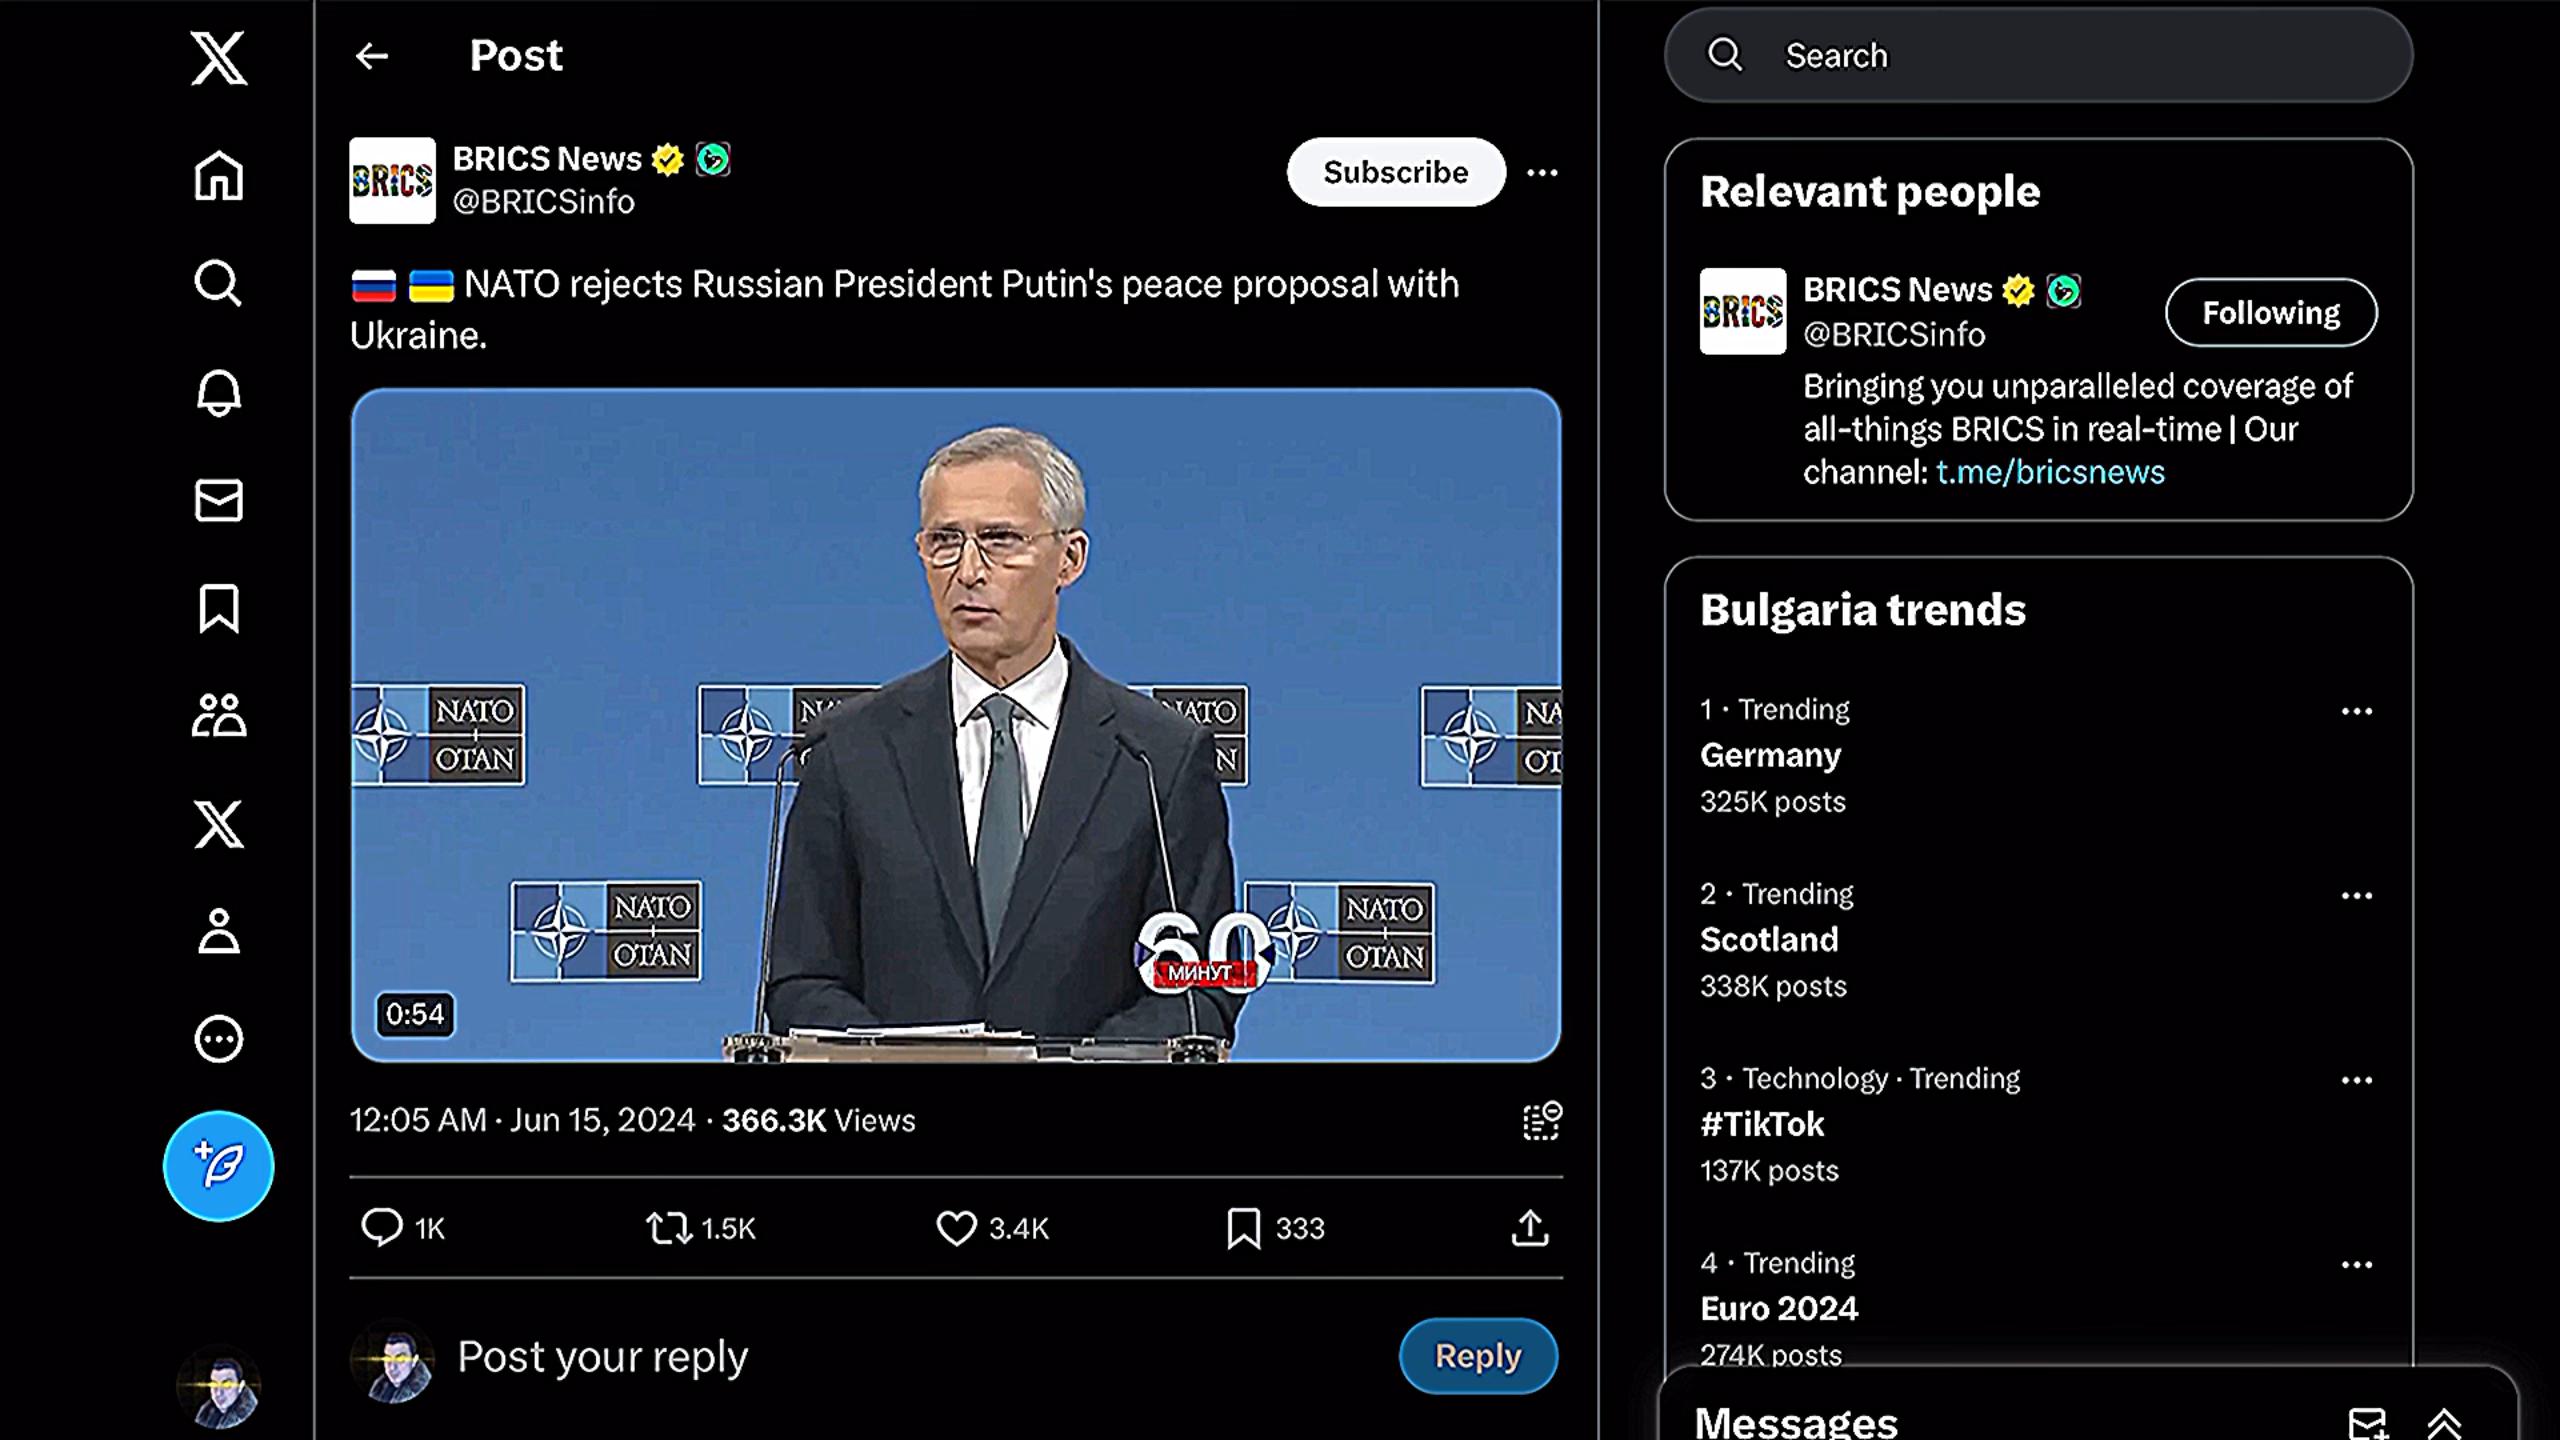 Post
BRICS News
@BRICSinfo
Subscribe
NATO rejects Russian President Putin's peace proposal with
Ukraine.
BRICS
NATO
OTAN
NATO
OTAN
NATO
OTAN
60
МИНУТ
0:54
12:05 AM · Jun 15, 2024 · 366.3K Views
1K
1.5K
3.4K
333
Post your reply
Reply
Search
Relevant people
BRICS
BRICS News
@BRICSinfo
Following
Bringing you unparalleled coverage of
all-things BRICS in real-time | Our
channel: t.me/bricsnews
Bulgaria trends
1 · Trending
Germany
325K posts
2 · Trending
Scotland
338K posts
3 · Technology · Trending
#TikTok
137K posts
4 · Trending
Euro 2024
274K posts
Messages